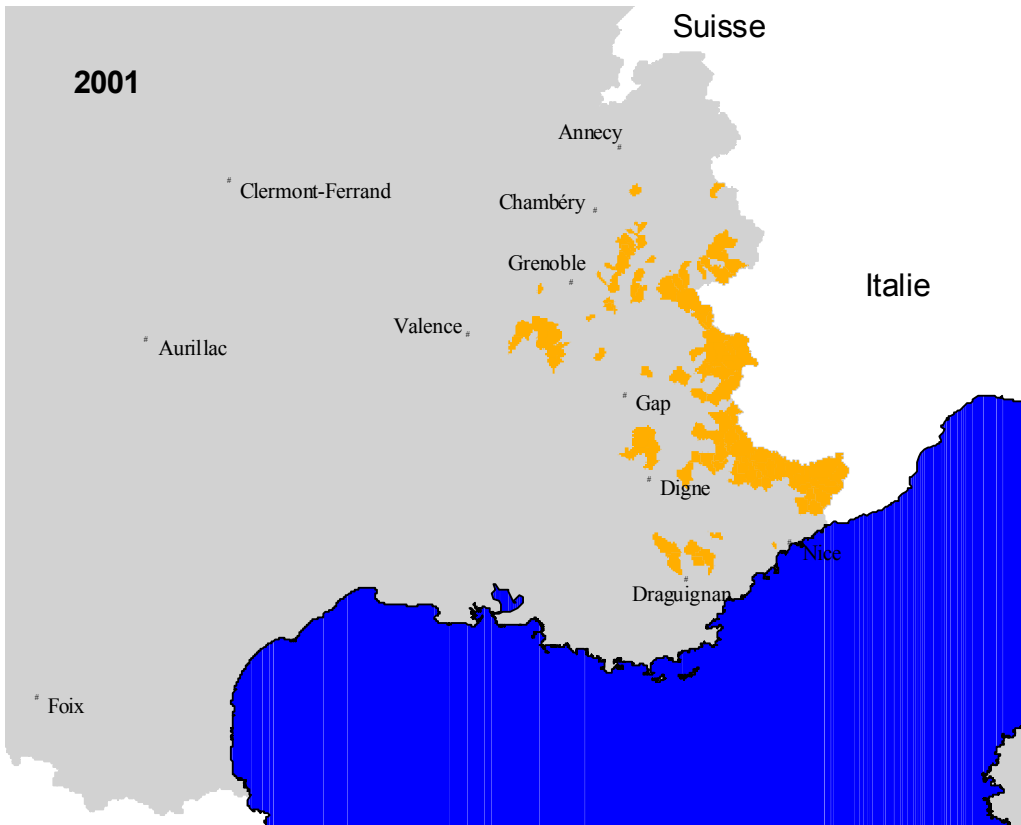 Suisse
2001
Annecy
Clermont-Ferrand
Chambéry
Grenoble
Italie
Valence
Aurillac
Gap
Digne
Nice
Draguignan
Foix